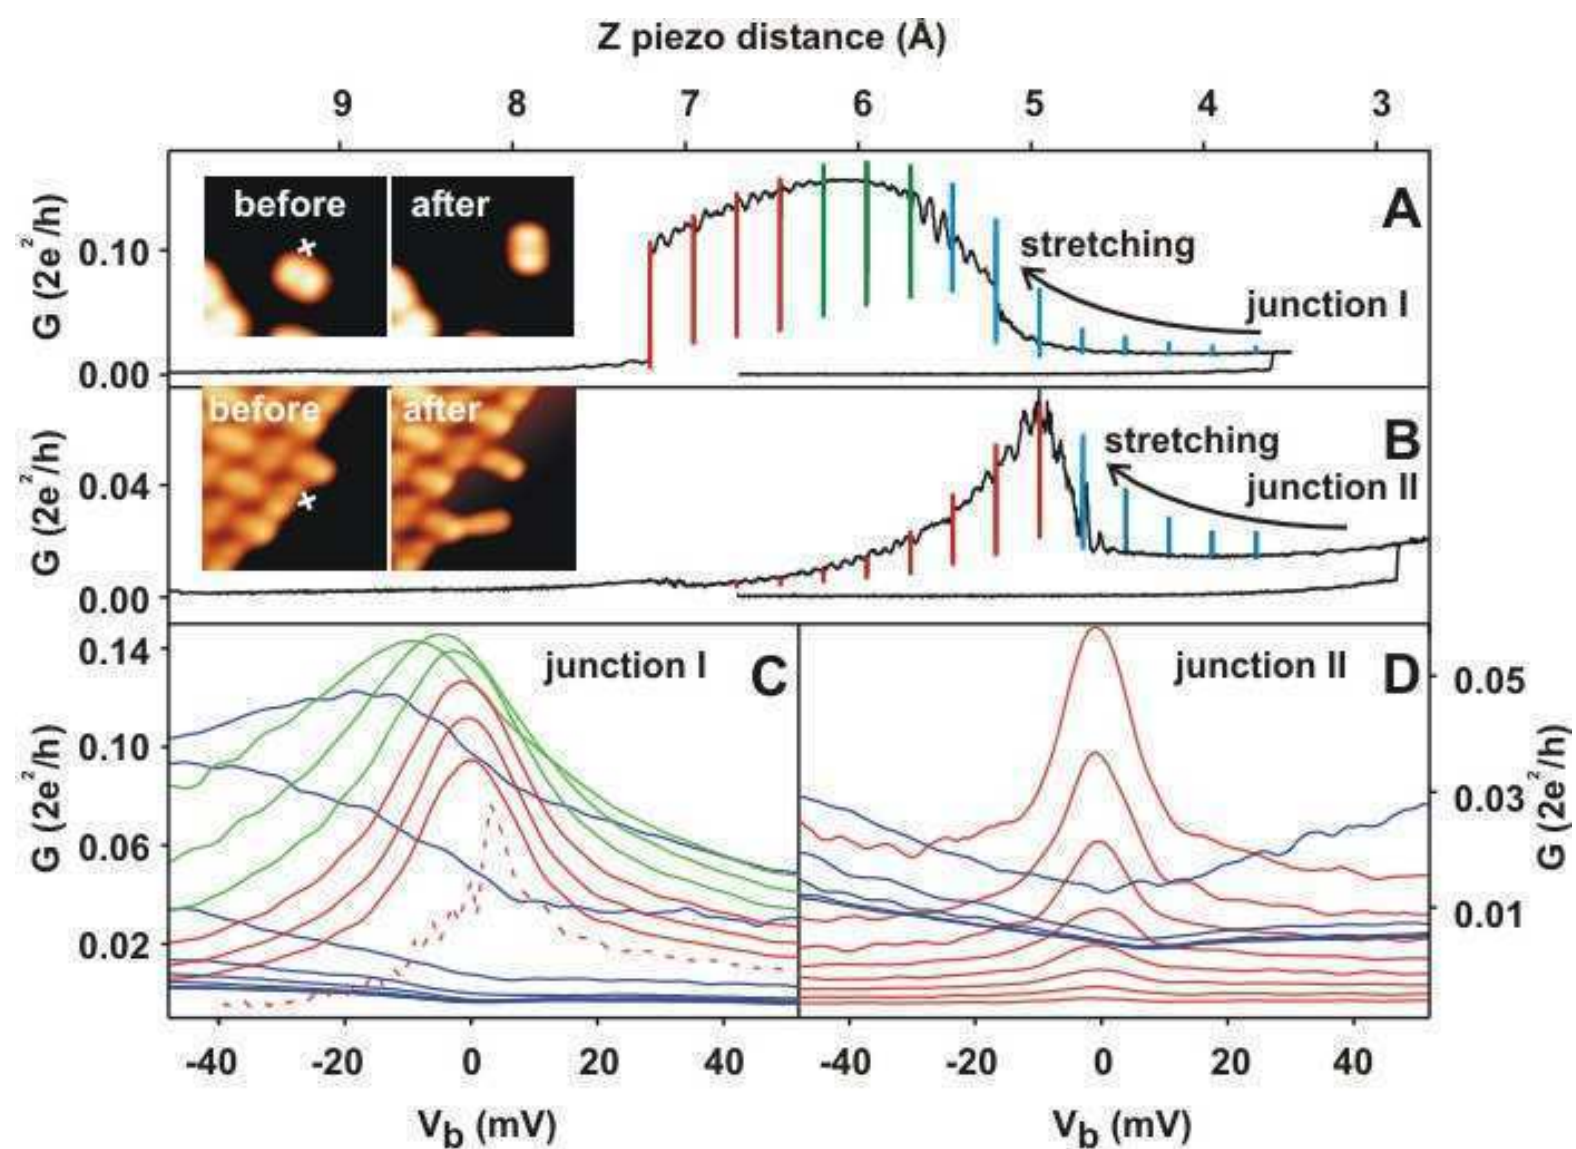 Z piezo distance (Å)
9 8 7 6 5 4 3
before after
A
G (2e²/h)
0.10
0.00
stretching
junction I
before after
B
G (2e²/h)
0.04
0.00
stretching
junction II
junction I C
G (2e²/h)
0.14
0.10
0.06
0.02
junction II D
0.05
0.03
0.01
G (2e²/h)
-40 -20 0 20 -40 -20 0 20 40
V_b (mV) V_b (mV)